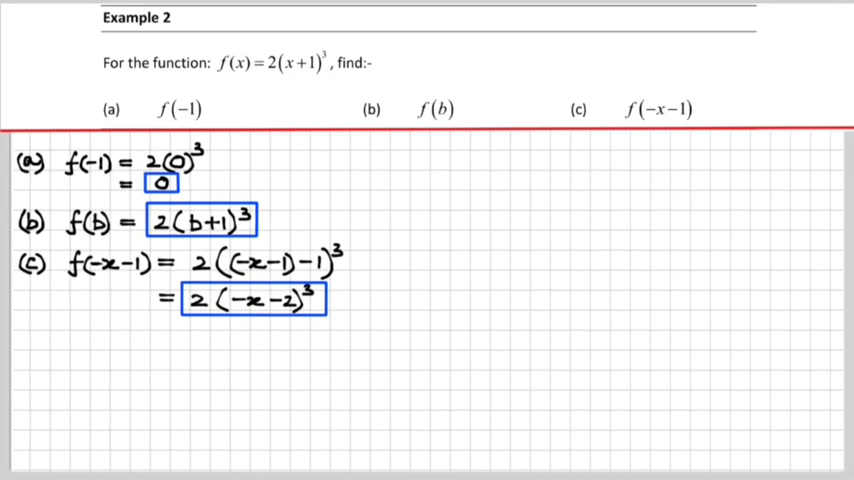 Example 2
For the function: f(x)=2(x+1)³, find:-
(a) f(−1) (b) f(b) (c) f(−x−1)
(a) f(-1) = 2(0)³
= 0
(b) f(b) = 2(b+1)³
(c) f(-x-1) = 2((-x-1)-1)³
= 2(-x-2)³